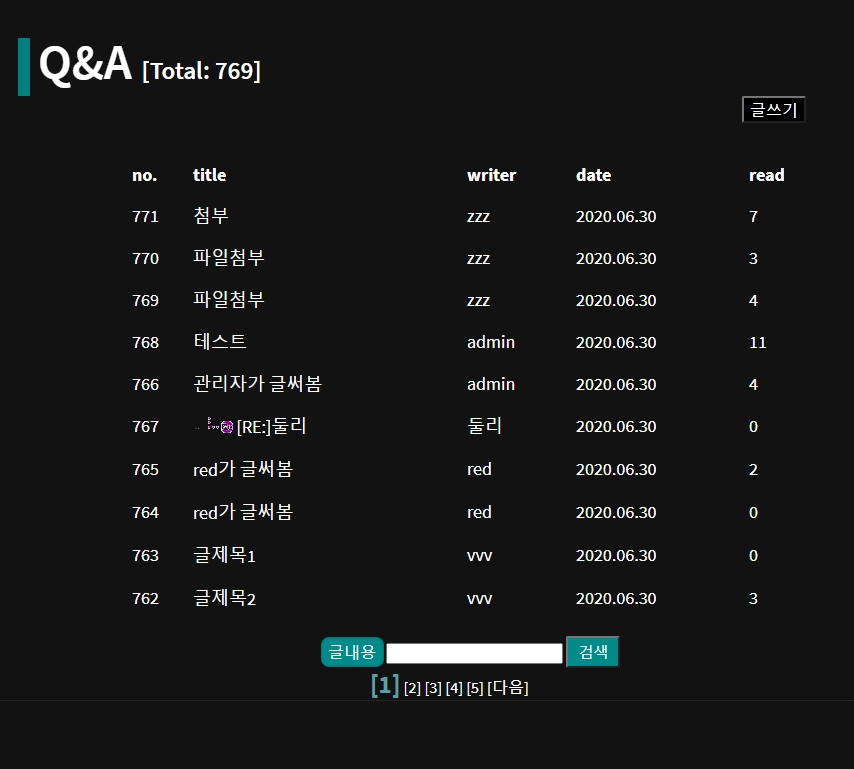 Q&A [Total: 769]
글쓰기
no. title writer date read
771 첨부 zzz 2020.06.30 7
770 파일첨부 zzz 2020.06.30 3
769 파일첨부 zzz 2020.06.30 4
768 테스트 admin 2020.06.30 11
766 관리자가 글써봄 admin 2020.06.30 4
767 [RE:]둘리 둘리 2020.06.30 0
765 red가 글써봄 red 2020.06.30 2
764 red가 글써봄 red 2020.06.30 0
763 글제목1 vvv 2020.06.30 0
762 글제목2 vvv 2020.06.30 3
글내용 검색
[1] [2] [3] [4] [5] [다음]